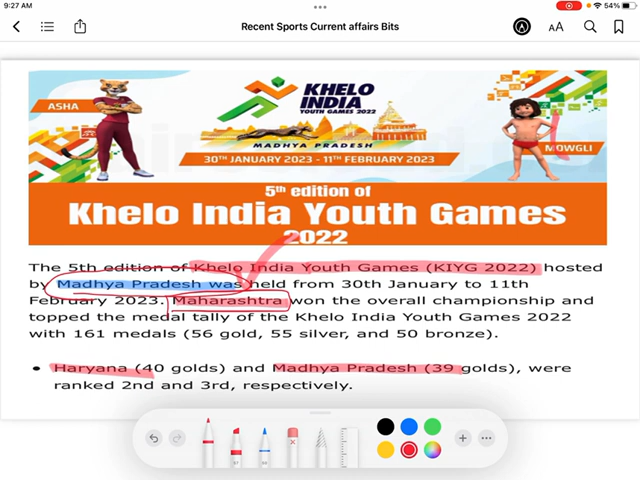 9:27 AM
54%
Recent Sports Current affairs Bits
AA
ASHA
KHELO
INDIA
YOUTH GAMES 2022
MADHYA PRADESH
30TH JANUARY 2023 - 11TH FEBRUARY 2023
MOWGLI
5th edition of
Khelo India Youth Games
2022
The 5th edition of Khelo India Youth Games (KIYG 2022) hosted
by Madhya Pradesh was held from 30th January to 11th
February 2023. Maharashtra won the overall championship and
topped the medal tally of the Khelo India Youth Games 2022
with 161 medals (56 gold, 55 silver, and 50 bronze).
• Haryana (40 golds) and Madhya Pradesh (39 golds), were
ranked 2nd and 3rd, respectively.